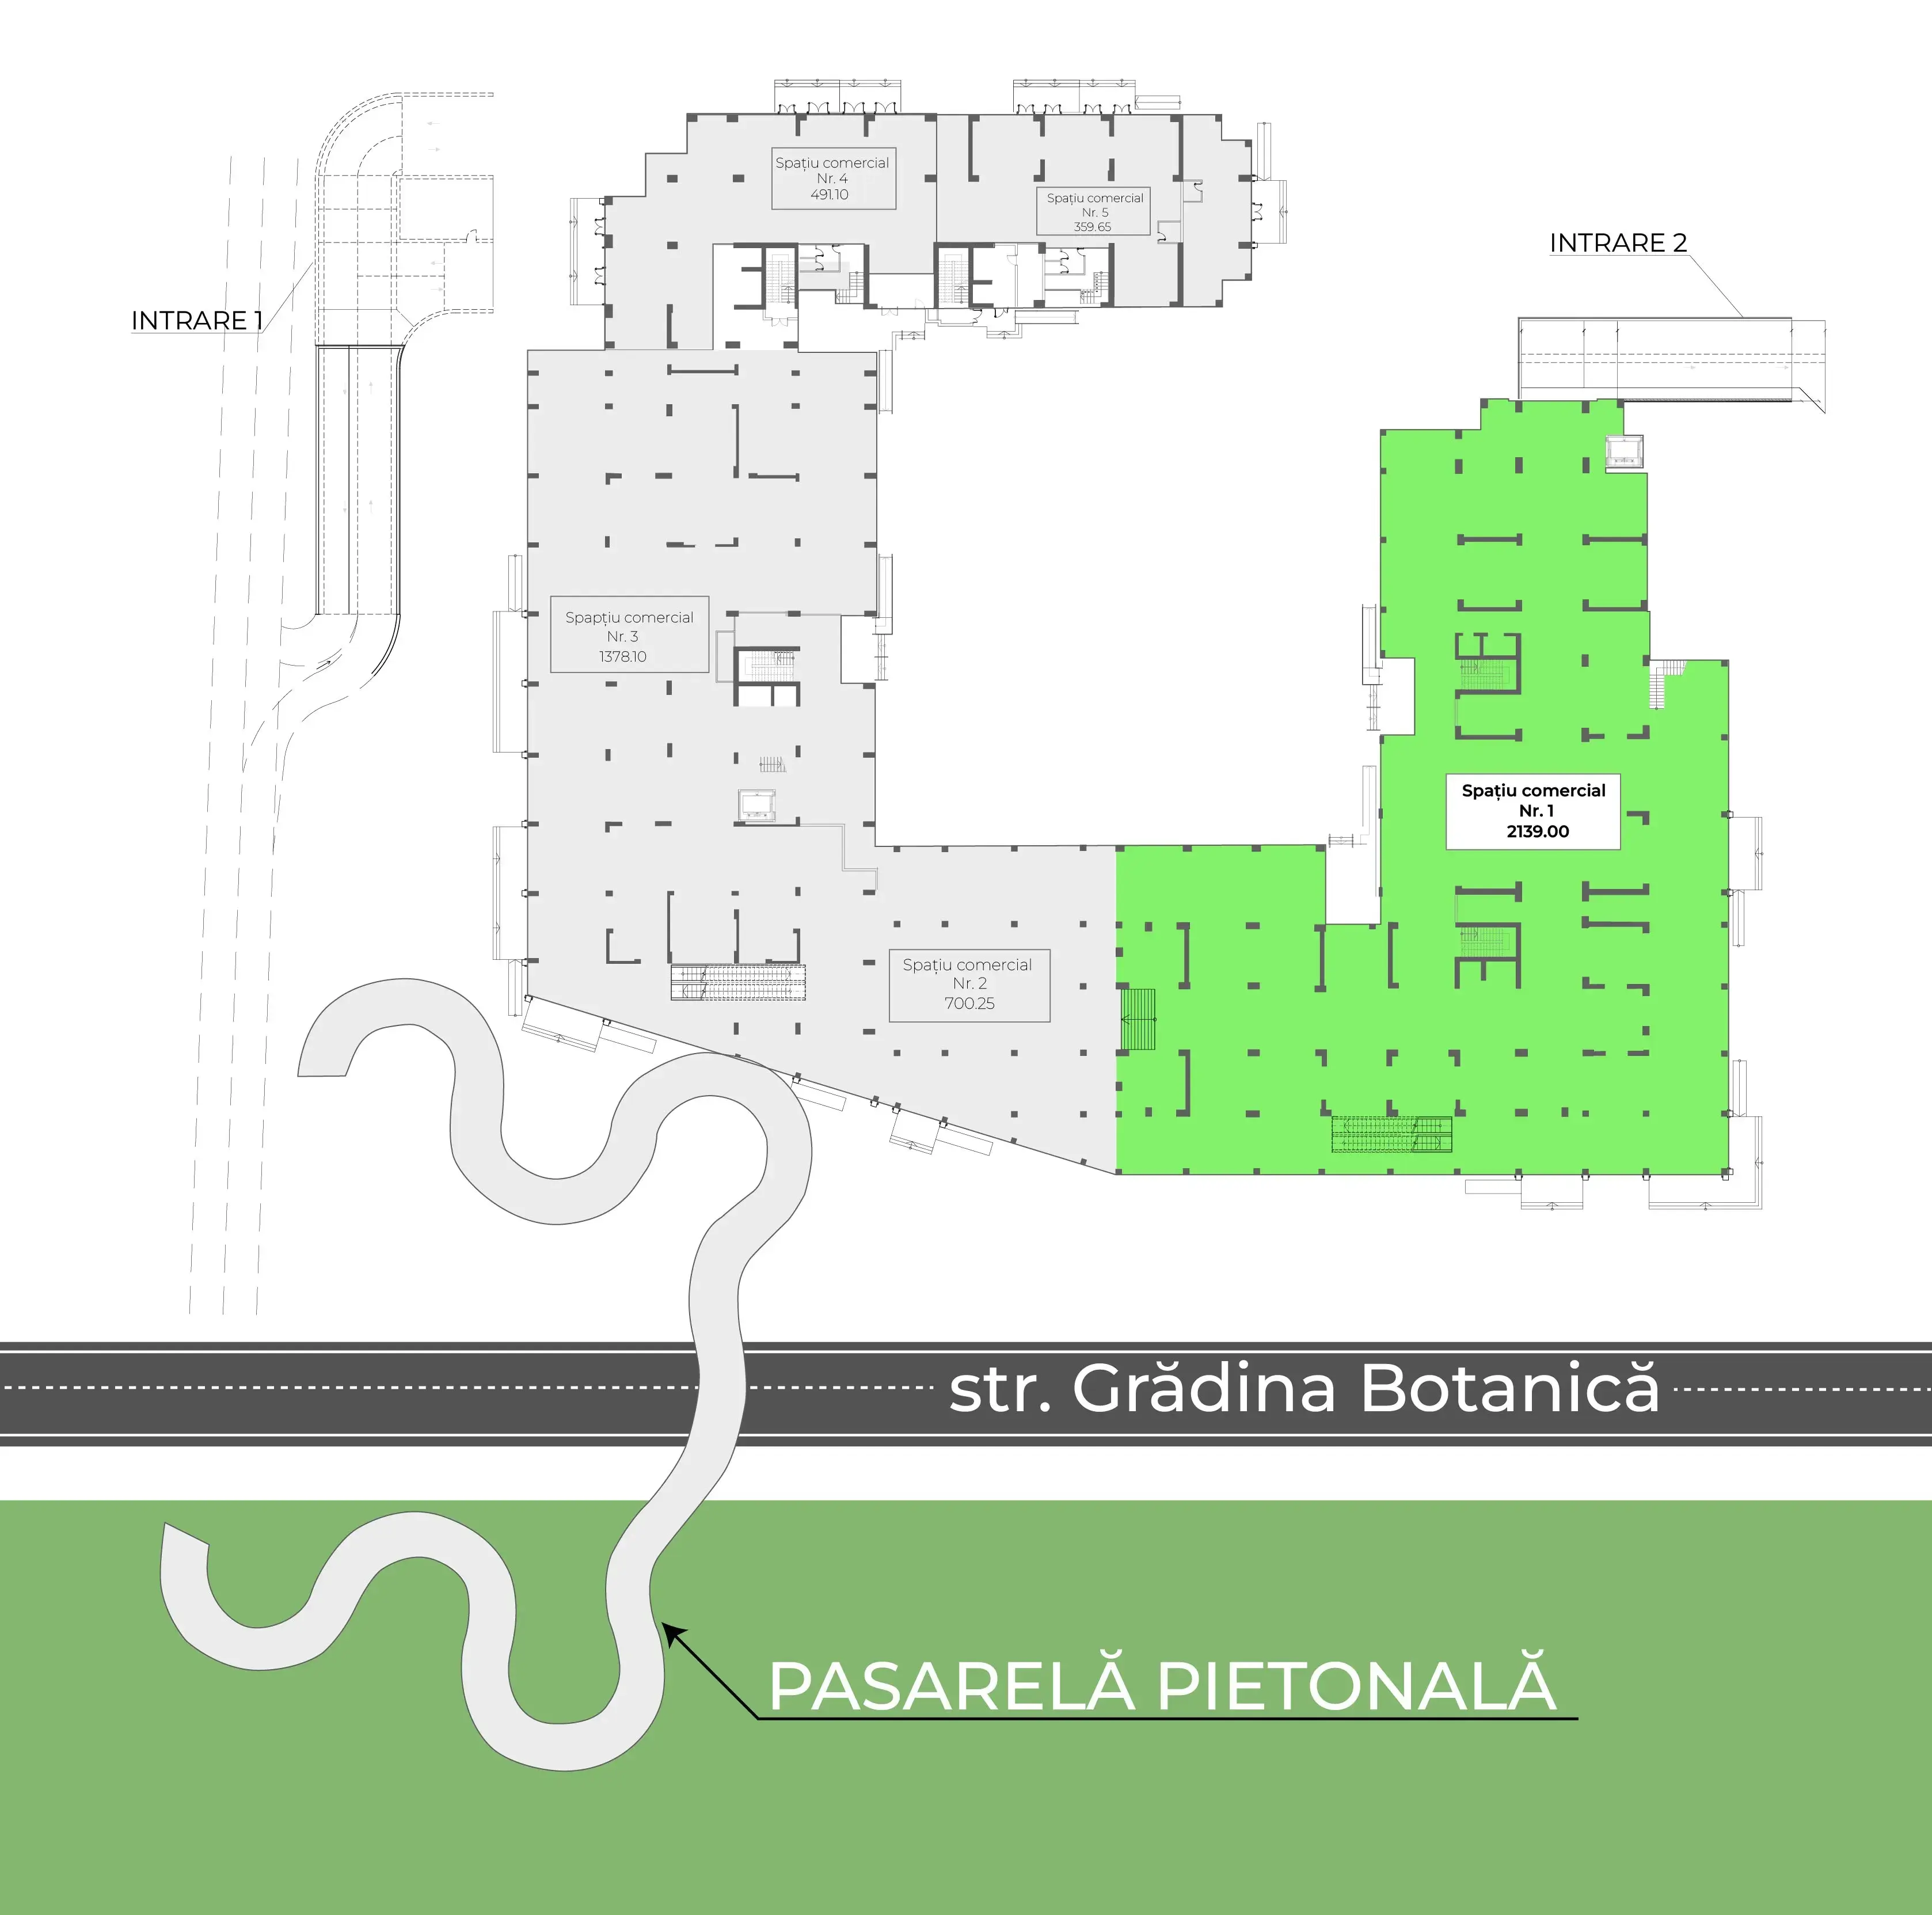 Spațiu comercial
Nr. 4
491.10
Spațiu comercial
Nr. 5
359.65
INTRARE 2
INTRARE 1
Spapțiu comercial
Nr. 3
1378.10
Spațiu comercial
Nr. 1
2139.00
Spațiu comercial
Nr. 2
700.25
str. Grădina Botanică
PASARELĂ PIETONALĂ